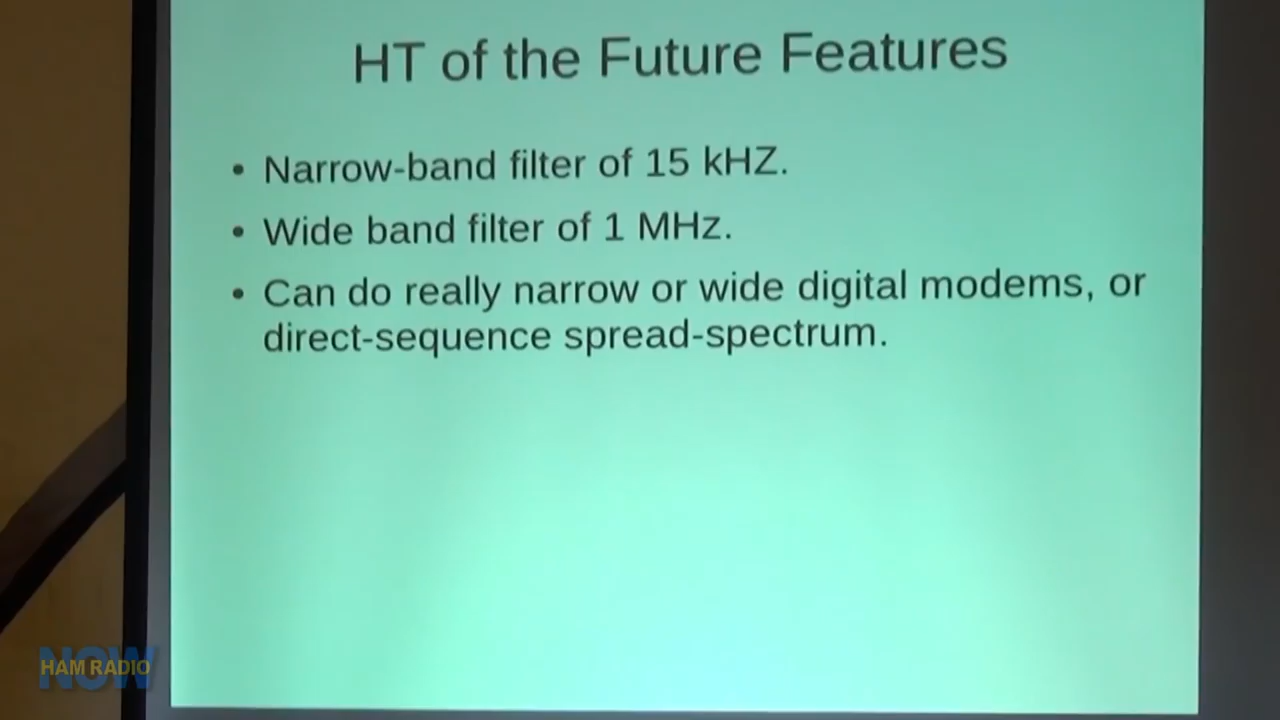 HT of the Future Features
• Narrow-band filter of 15 kHZ.
• Wide band filter of 1 MHz.
• Can do really narrow or wide digital modems, or
direct-sequence spread-spectrum.
HAM RADIO
NOW